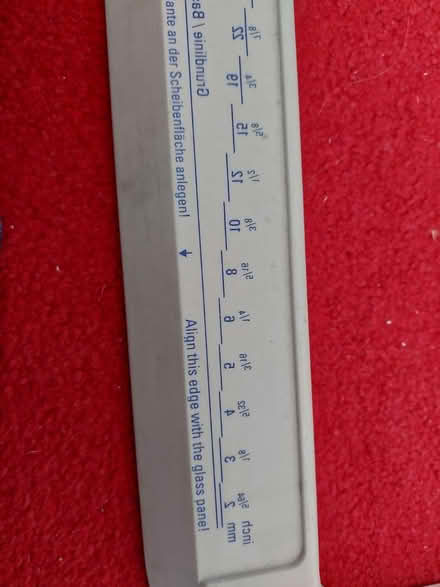 inch 5/64 1/8 5/32 3/16 1/4 5/16 3/8 1/2 5/8 3/4 7/8
mm 2 3 4 5 6 8 10 12 15 19 22
Grundlinie \
ante an der Scheibenfläche anlegen! Align this edge with the glass pane!